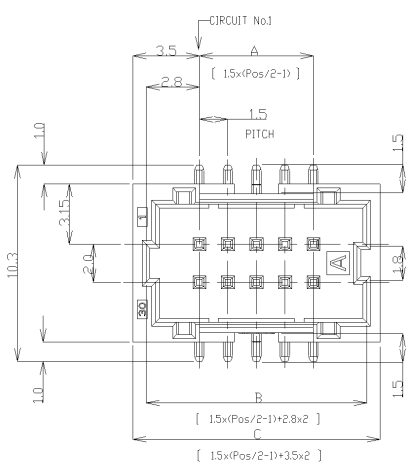 CIRCUIT No.1
3.5
A
[ 1.5x(Pos/2-1) ]
2.8
1.5
PITCH
1.0
1.5
3.15
1
10.3
2.0
A
1.8
30
1.0
1.5
B
[ 1.5x(Pos/2-1)+2.8x2 ]
C
[ 1.5x(Pos/2-1)+3.5x2 ]